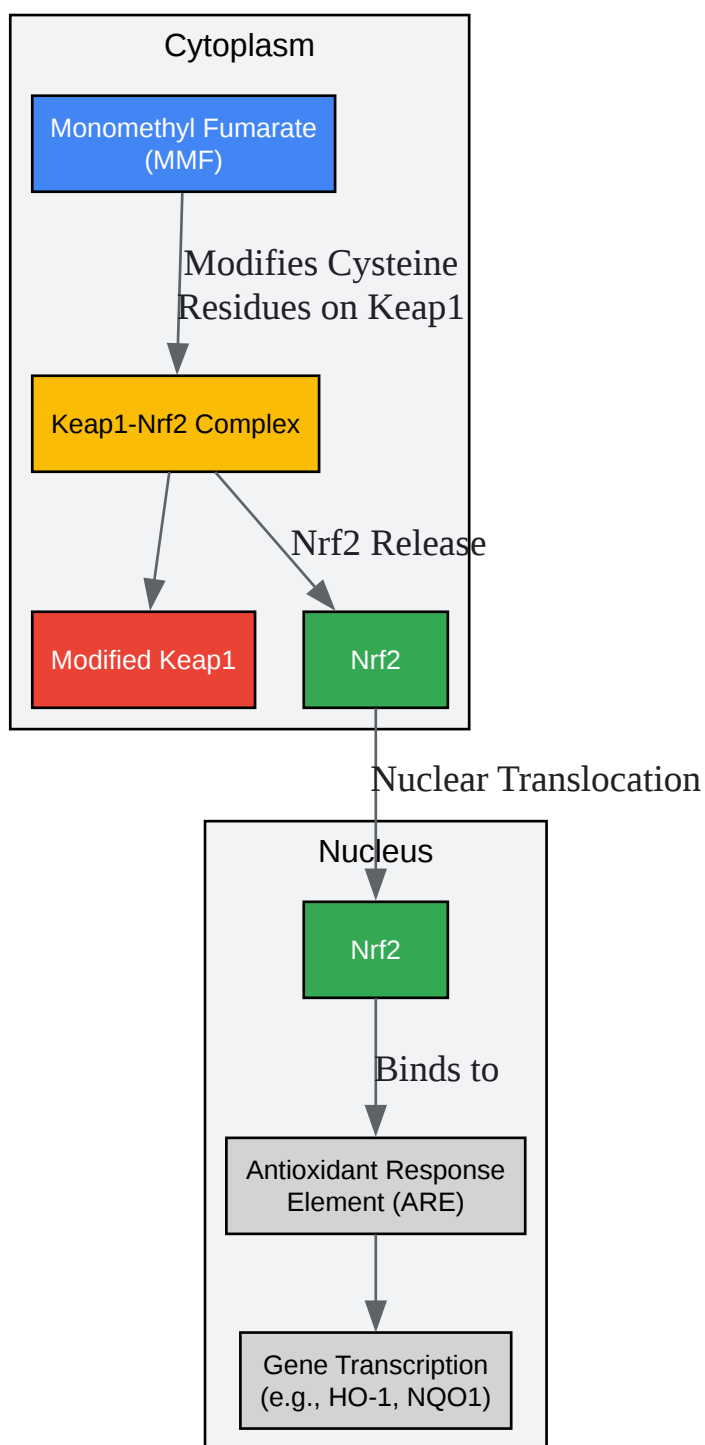 Cytoplasm
Monomethyl Fumarate
(MMF)
Modifies Cysteine
Residues on Keap1
Keap1-Nrf2 Complex
Nrf2 Release
Modified Keap1
Nrf2
Nuclear Translocation
Nucleus
Nrf2
Binds to
Antioxidant Response
Element (ARE)
Gene Transcription
(e.g., HO-1, NQO1)